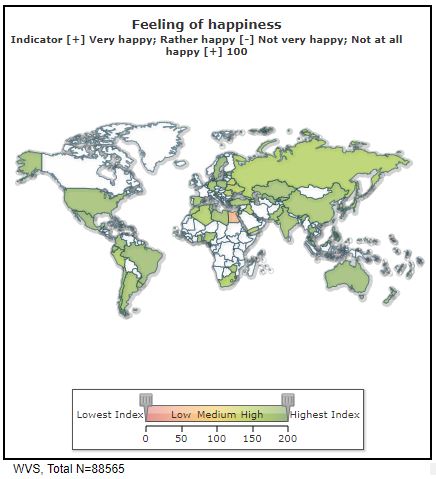 Feeling of happiness
Indicator [+] Very happy; Rather happy [-] Not very happy; Not at all
happy [+] 100
Lowest Index Low Medium High Highest Index
0 50 100 150 200
WVS, Total N=88565